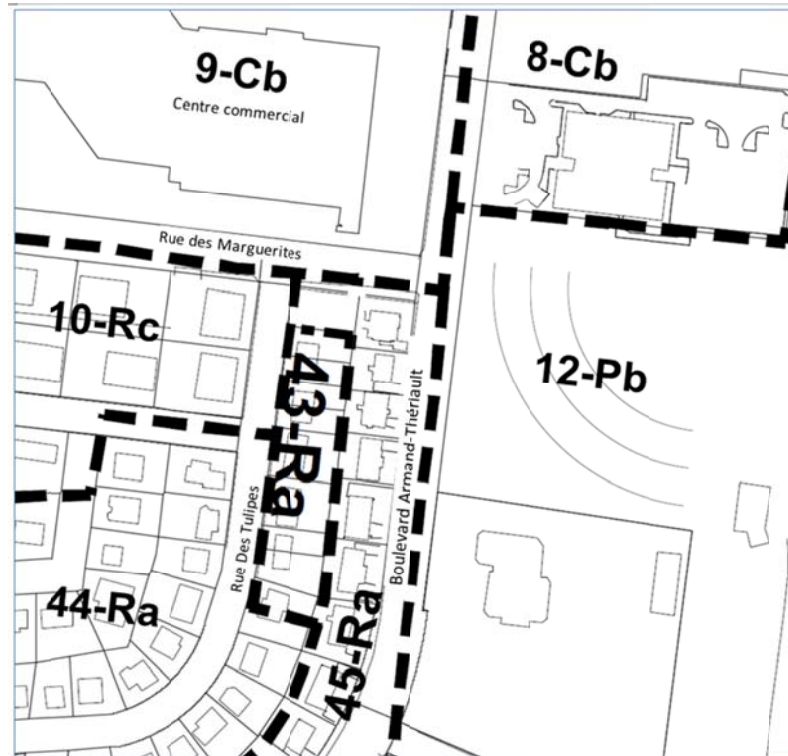 8-Cb
9-Cb
Centre commercial
Rue des Marguerites
10-Rc
43-Ra
12-Pb
Boulevard Armand-Thériault
Rue Des Tulipes
44-Ra
45-Ra